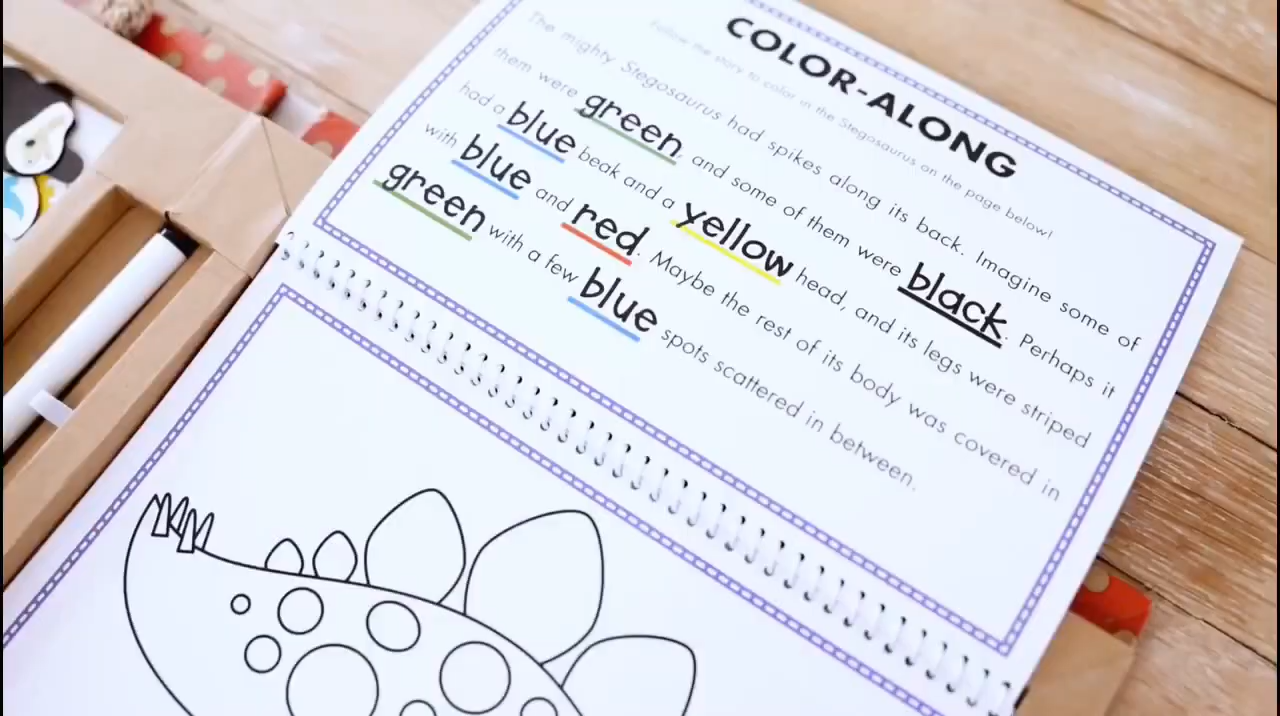 COLOR-ALONG
Follow the story to color in the Stegosaurus on the page below!
The mighty Stegosaurus had spikes along its back. Imagine some of
them were green, and some of them were black. Perhaps it
had a blue beak and a yellow head, and its legs were striped
with blue and red. Maybe the rest of its body was covered in
green with a few blue spots scattered in between.